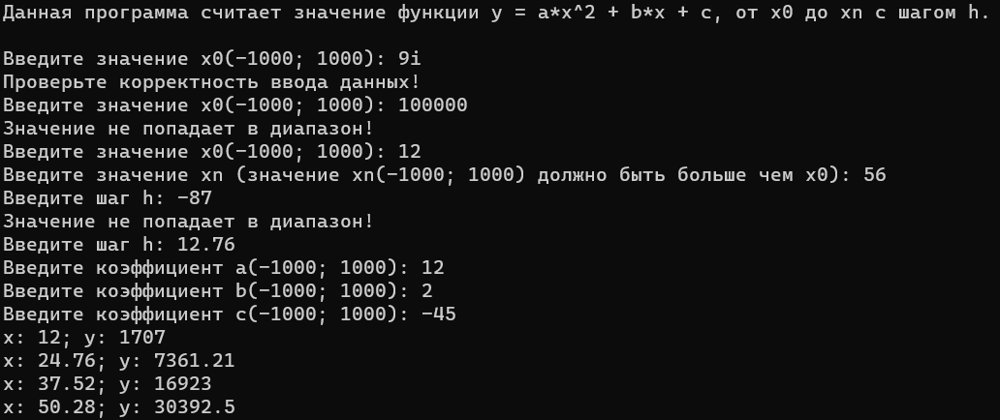 Данная программа считает значение функции y = a*x^2 + b*x + c, от x0 до xn с шагом h.
Введите значение x0(-1000; 1000): 9i
Проверьте корректность ввода данных!
Введите значение x0(-1000; 1000): 100000
Значение не попадает в диапазон!
Введите значение x0(-1000; 1000): 12
Введите значение xn (значение xn(-1000; 1000) должно быть больше чем x0): 56
Введите шаг h: -87
Значение не попадает в диапазон!
Введите шаг h: 12.76
Введите коэффициент a(-1000; 1000): 12
Введите коэффициент b(-1000; 1000): 2
Введите коэффициент c(-1000; 1000): -45
x: 12; y: 1707
x: 24.76; y: 7361.21
x: 37.52; y: 16923
x: 50.28; y: 30392.5